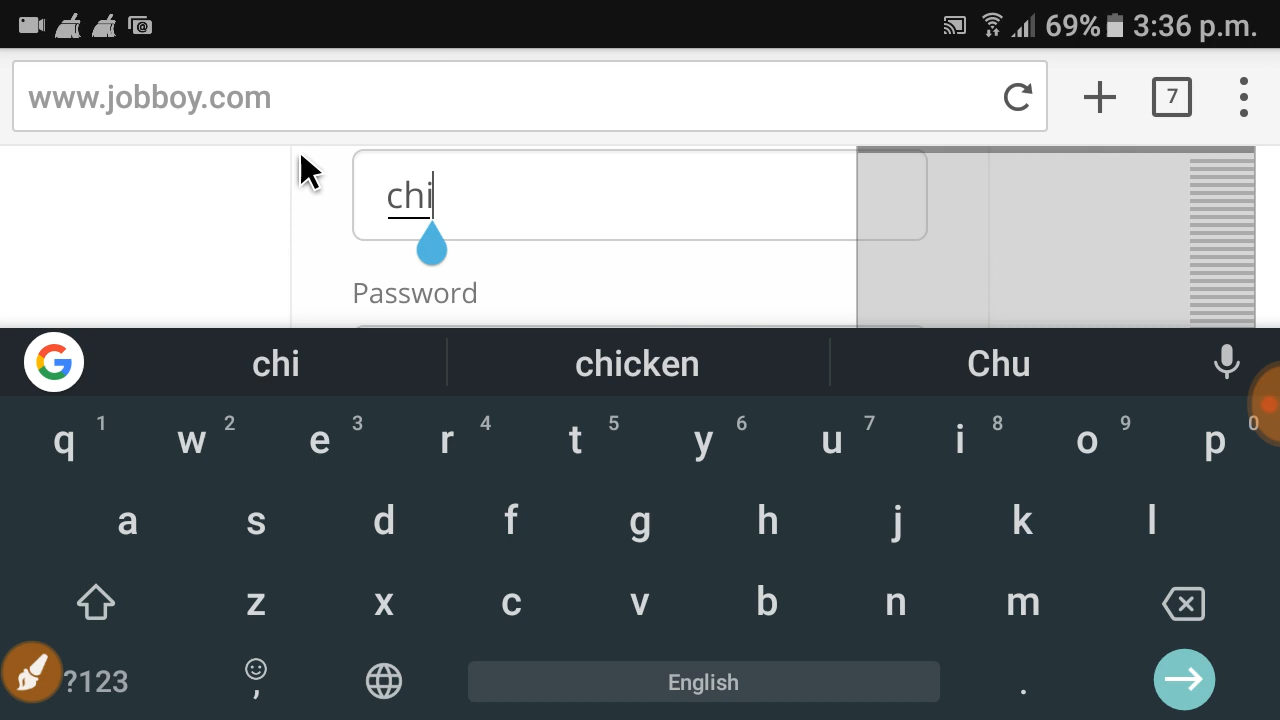 69% 3:36 p.m.
www.jobboy.com 7
chi
Password
G chi chicken Chu
q 1 w 2 e 3 r 4 t 5 y 6 u 7 i 8 o 9 p 0
a s d f g h j k l
z x c v b n m
?123 , English .